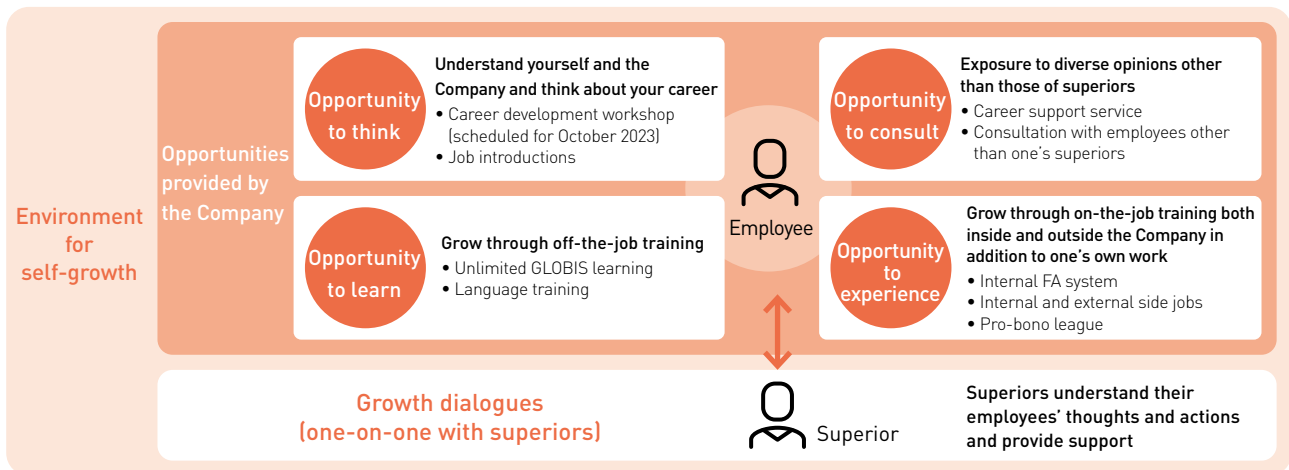 Environment
for
self-growth
Opportunities
provided by
the Company
Opportunity
to think
Understand yourself and the
Company and think about your career
• Career development workshop
(scheduled for October 2023)
• Job introductions
Opportunity
to consult
Exposure to diverse opinions other
than those of superiors
• Career support service
• Consultation with employees other
than one's superiors
Opportunity
to learn
Grow through off-the-job training
• Unlimited GLOBIS learning
• Language training
Employee
Opportunity
to
experience
Grow through on-the-job training both
inside and outside the Company in
addition to one's own work
• Internal FA system
• Internal and external side jobs
• Pro-bono league
Growth dialogues
(one-on-one with superiors)
Superior
Superiors understand their
employees' thoughts and actions
and provide support